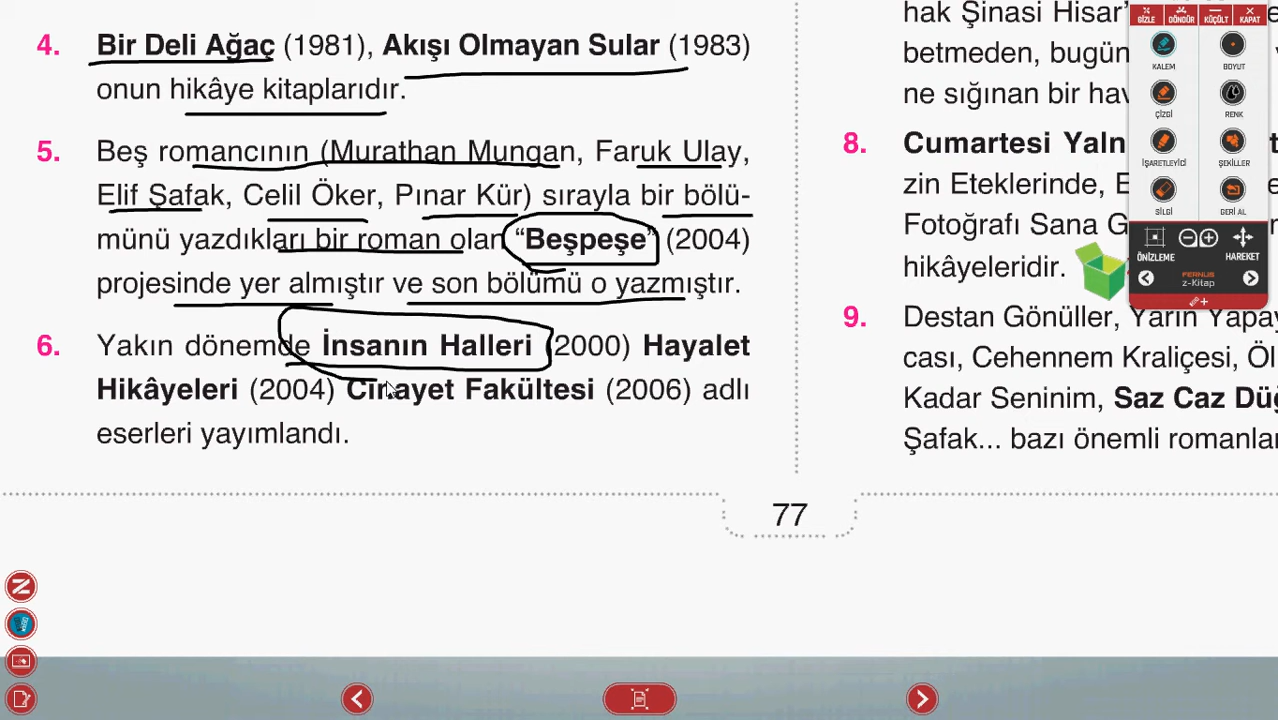 4. Bir Deli Ağaç (1981), Akışı Olmayan Sular (1983)
onun hikâye kitaplarıdır.
5. Beş romancının (Murathan Mungan, Faruk Ulay,
Elif Şafak, Celil Öker, Pınar Kür) sırayla bir bölü-
münü yazdıkları bir roman olan “Beşpeşe” (2004)
projesinde yer almıştır ve son bölümü o yazmıştır.
6. Yakın dönemde İnsanın Halleri (2000) Hayalet
Hikâyeleri (2004) Cinayet Fakültesi (2006) adlı
eserleri yayımlandı.
hak Şinasi Hisar’
betmeden, bugün
ne sığınan bir hav
8. Cumartesi Yaln
zin Eteklerinde, E
Fotoğrafı Sana G
hikâyeleridir.
9. Destan Gönüller, Yarın Yapay
cası, Cehennem Kraliçesi, Öl
Kadar Seninim, Saz Caz Düğ
Şafak... bazı önemli romanlar
77
GİZLE DÖNDÜR KÜÇÜLT KAPAT
KALEM BOYUT
ÇİZGİ RENK
İŞARETLEYİCİ ŞEKİLLER
SİLGİ GERİ AL
ÖNİZLEME HAREKET
FERNUS
z-Kitap